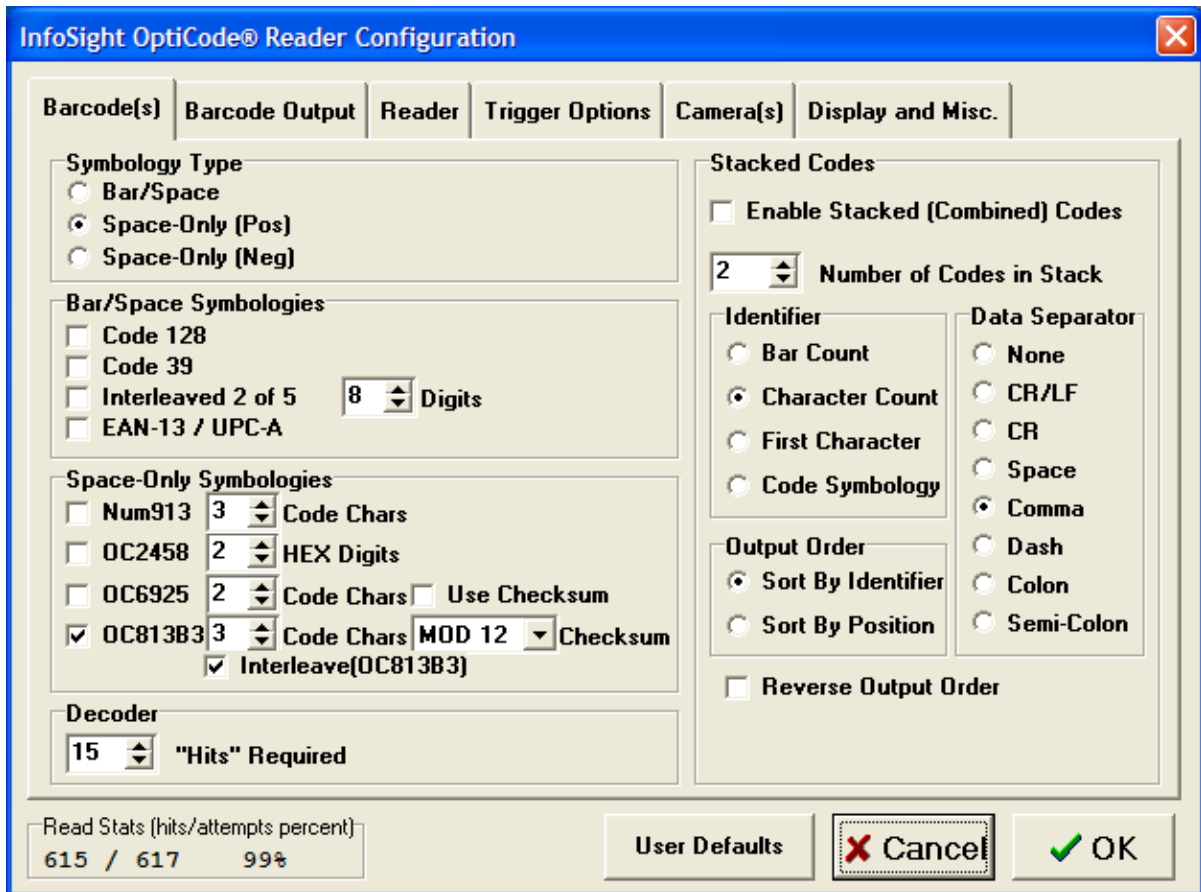 InfoSight OptiCode® Reader Configuration
Barcode(s) Barcode Output Reader Trigger Options Camera(s) Display and Misc.
Symbology Type
Bar/Space
Space-Only (Pos)
Space-Only (Neg)
Bar/Space Symbologies
Code 128
Code 39
Interleaved 2 of 5 8 Digits
EAN-13 / UPC-A
Space-Only Symbologies
Num913 3 Code Chars
OC2458 2 HEX Digits
OC6925 2 Code Chars Use Checksum
OC813B3 3 Code Chars MOD 12 Checksum
Interleave(OC813B3)
Decoder
15 "Hits" Required
Stacked Codes
Enable Stacked (Combined) Codes
2 Number of Codes in Stack
Identifier
Bar Count
Character Count
First Character
Code Symbology
Data Separator
None
CR/LF
CR
Space
Comma
Dash
Colon
Semi-Colon
Output Order
Sort By Identifier
Sort By Position
Reverse Output Order
Read Stats (hits/attempts percent)
615 / 617 99%
User Defaults Cancel OK